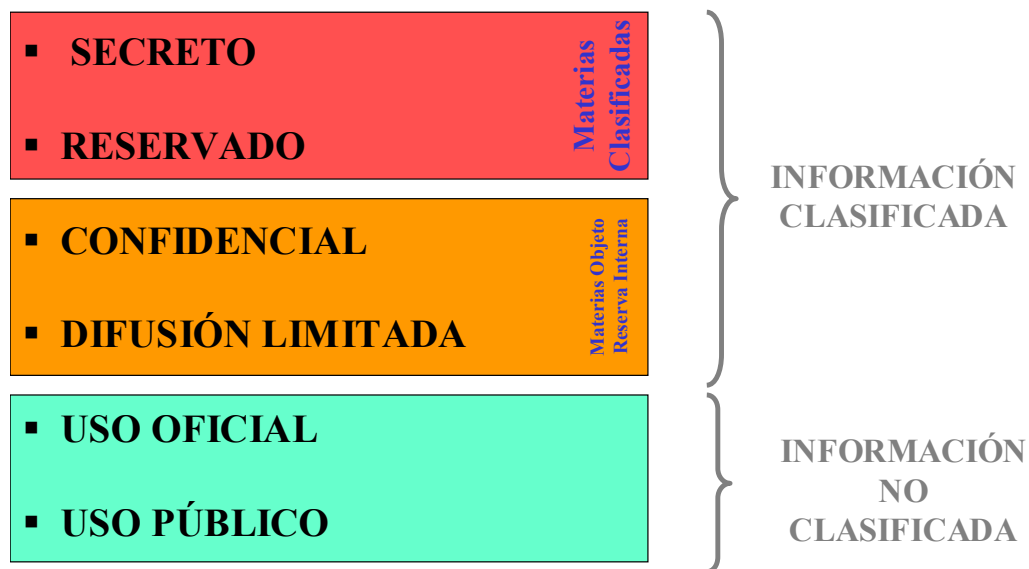 ▪ SECRETO
▪ RESERVADO
Materias
Clasificadas
▪ CONFIDENCIAL
▪ DIFUSIÓN LIMITADA
Materias Objeto
Reserva Interna
INFORMACIÓN
CLASIFICADA
▪ USO OFICIAL
▪ USO PÚBLICO
INFORMACIÓN
NO
CLASIFICADA